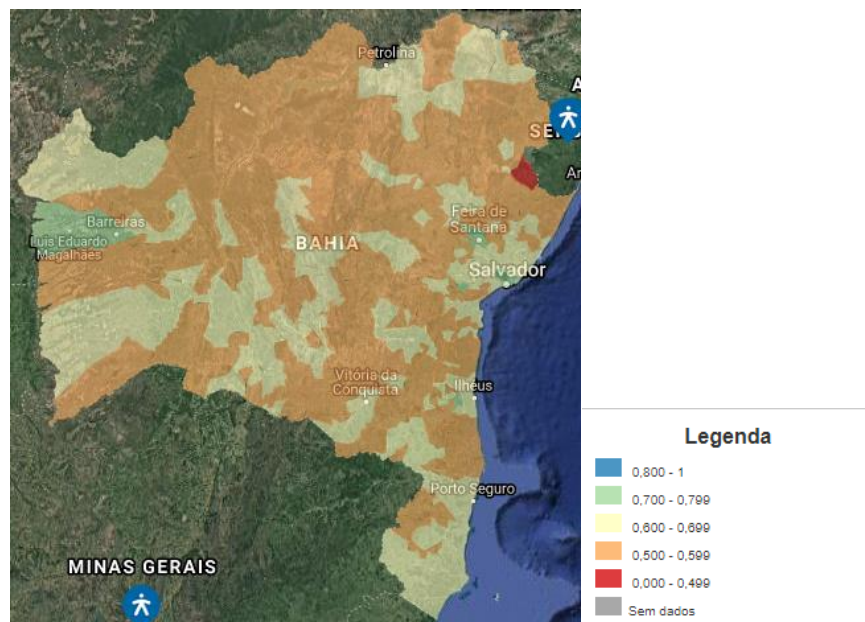 Petrolina
A
SE
Ar
Barreiras
Luís Eduardo
Magalhães
BAHIA
Feira de
Santana
Salvador
Vitória da
Conquista
Ilhéus
Porto Seguro
MINAS GERAIS
Legenda
0,800 - 1
0,700 - 0,799
0,600 - 0,699
0,500 - 0,599
0,000 - 0,499
Sem dados